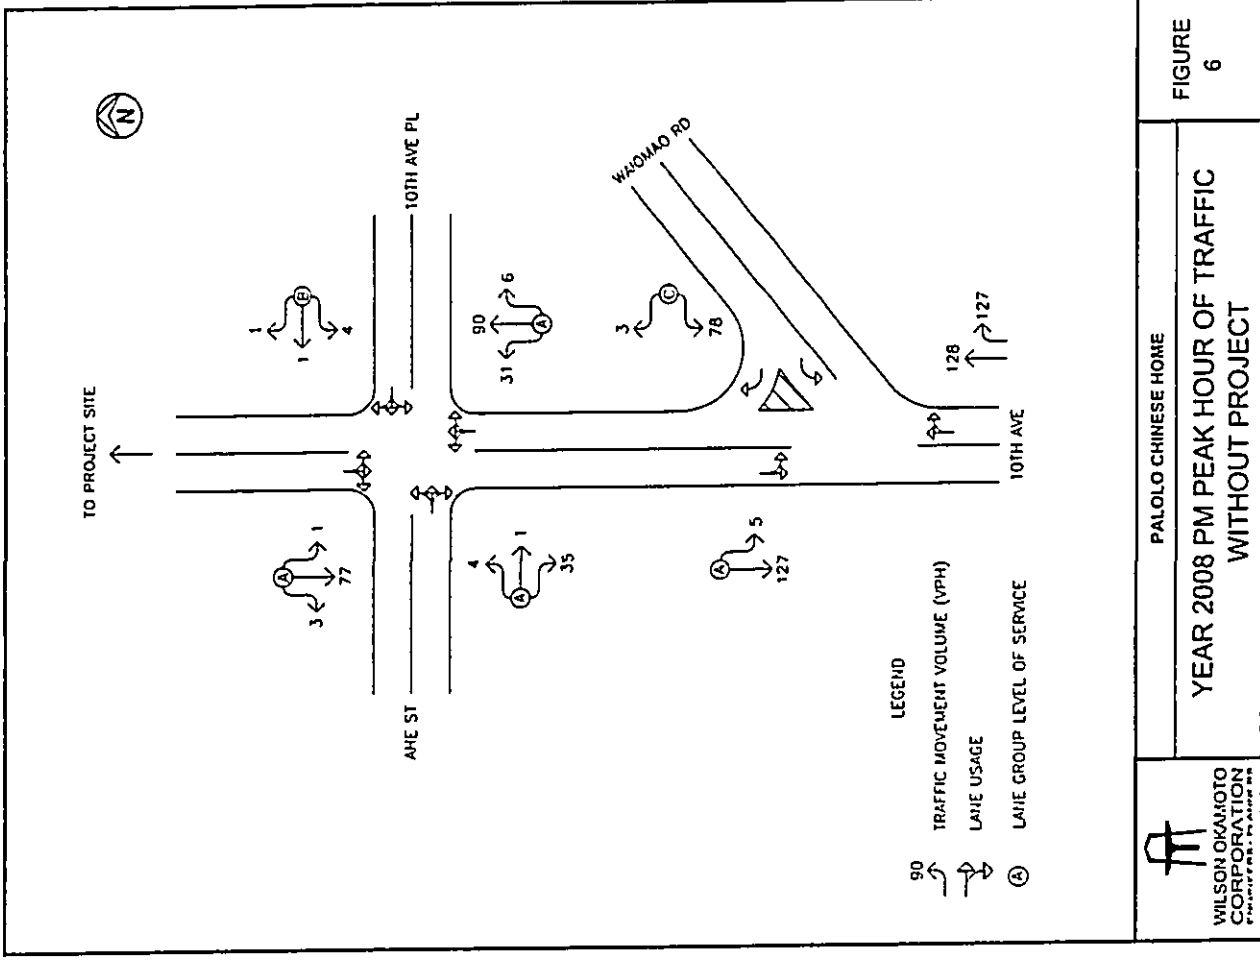 N
TO PROJECT SITE
10TH AVE PL
AHE ST
WAIOMAO RD
10TH AVE
1
B
1
4
3
A
77
1
31
90
6
A
4
1
35
A
3
C
78
A
127
5
128
127
LEGEND
90
TRAFFIC MOVEMENT VOLUME (VPH)
LANE USAGE
A
LANE GROUP LEVEL OF SERVICE
WILSON OKAMOTO
CORPORATION
PALOLO CHINESE HOME
YEAR 2008 PM PEAK HOUR OF TRAFFIC
WITHOUT PROJECT
FIGURE
6